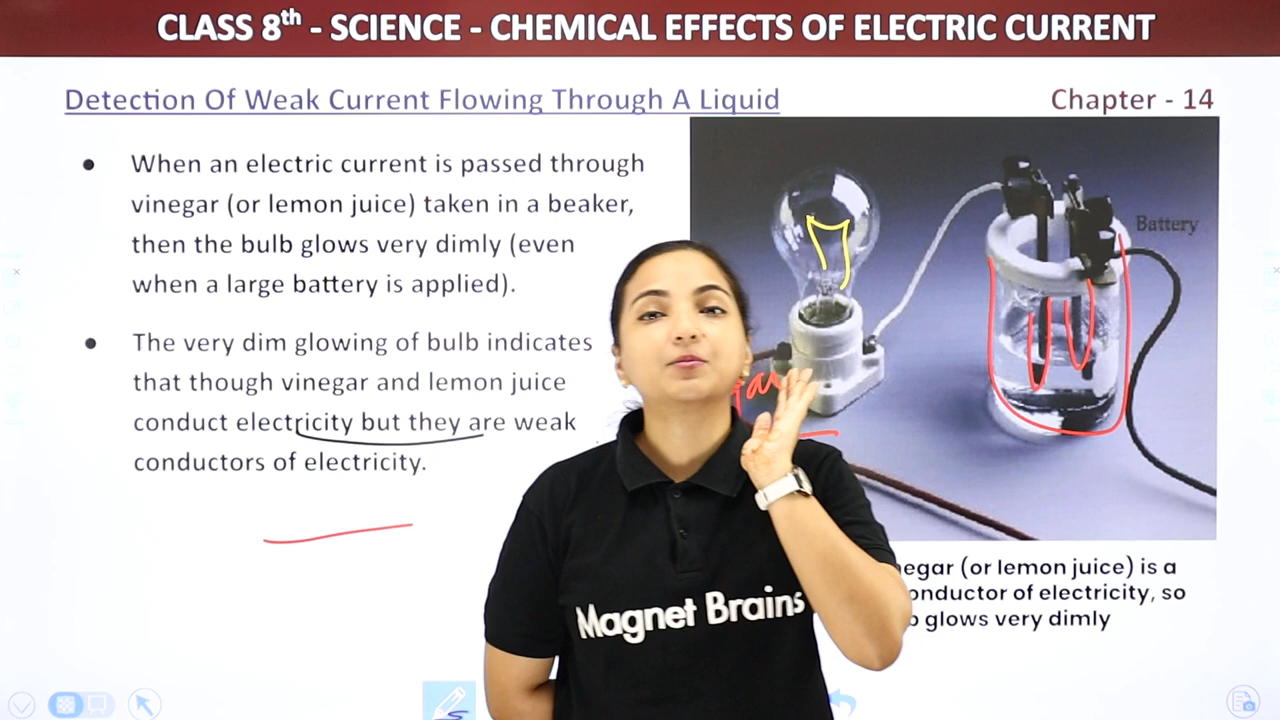 CLASS 8th - SCIENCE - CHEMICAL EFFECTS OF ELECTRIC CURRENT
Detection Of Weak Current Flowing Through A Liquid
Chapter - 14
● When an electric current is passed through
vinegar (or lemon juice) taken in a beaker,
then the bulb glows very dimly (even
when a large battery is applied).
● The very dim glowing of bulb indicates
that though vinegar and lemon juice
conduct electricity but they are weak
conductors of electricity.
Battery
(or lemon juice) is a
of electricity, so
glows very dimly
Magnet Brains